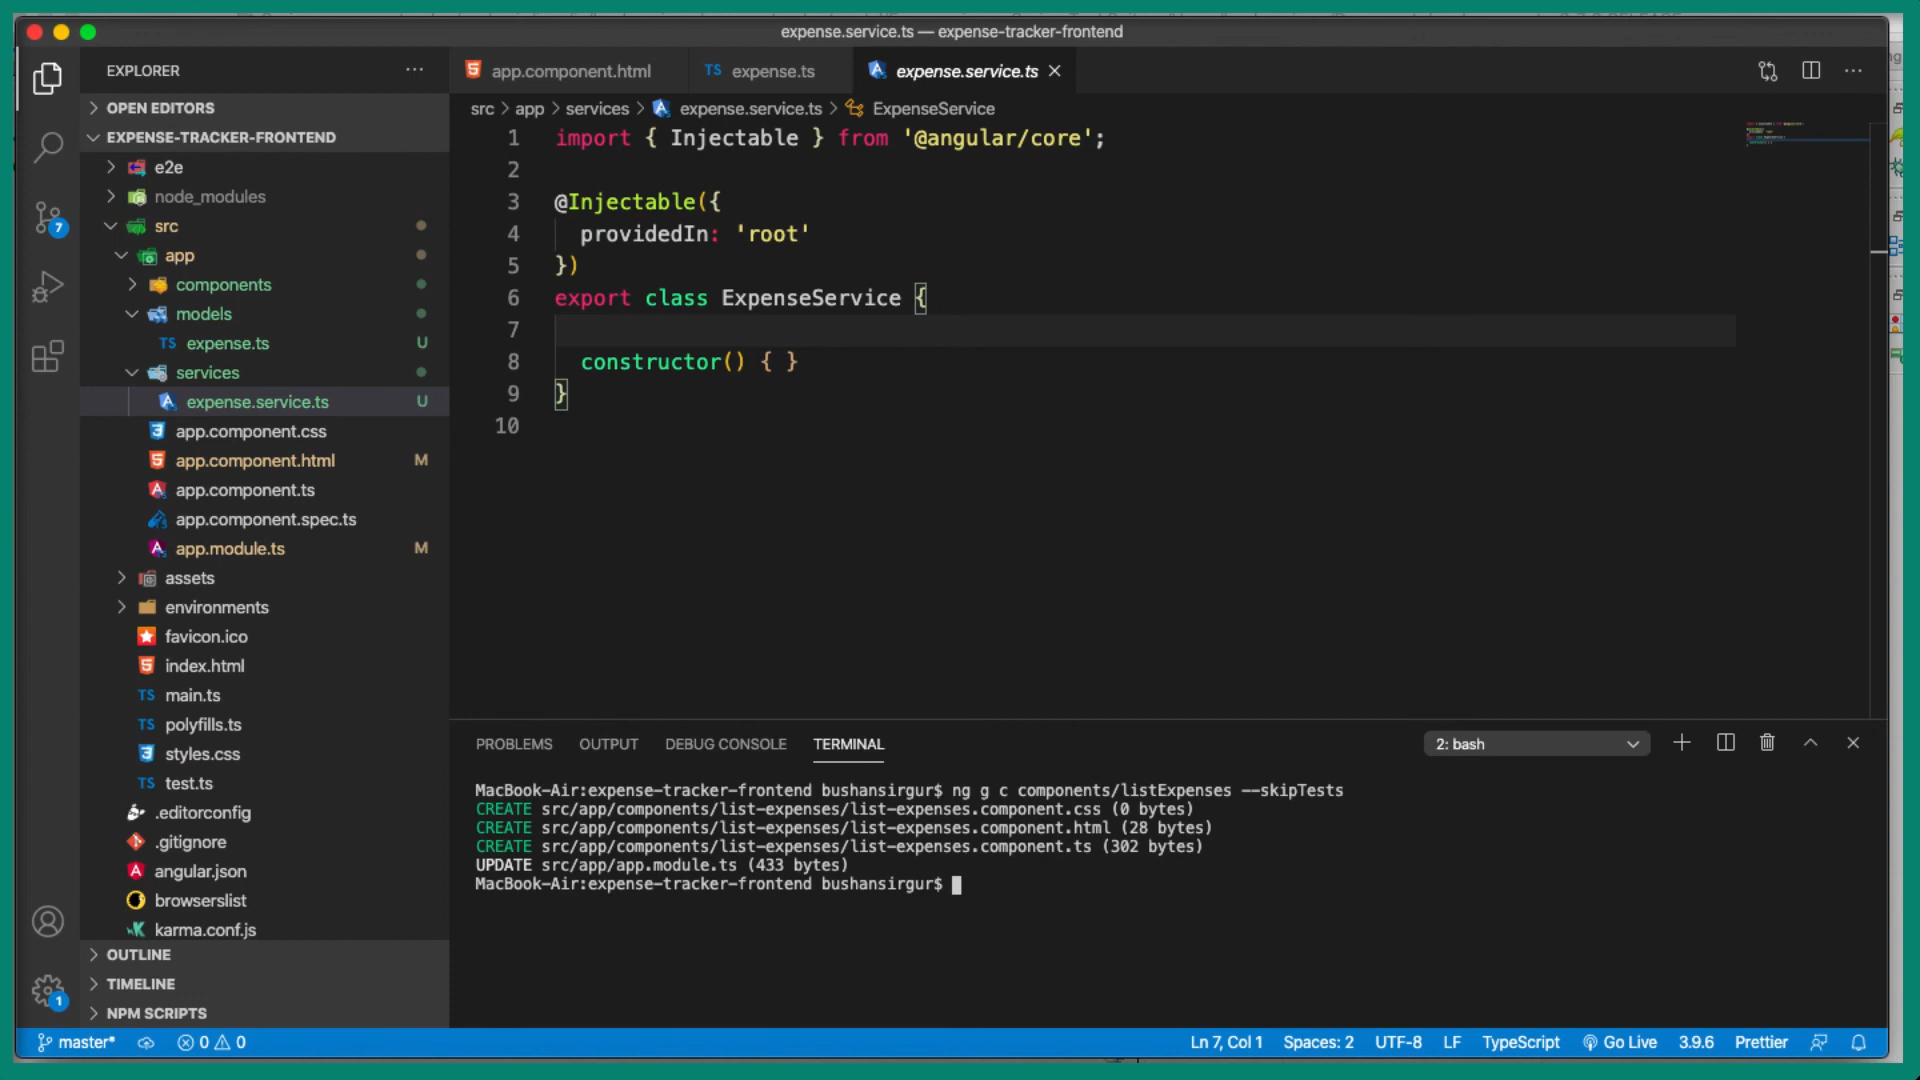 expense.service.ts — expense-tracker-frontend
EXPLORER
OPEN EDITORS
EXPENSE-TRACKER-FRONTEND
e2e
node_modules
src
app
components
models
TS expense.ts U
services
expense.service.ts U
app.component.css
app.component.html M
app.component.ts
app.component.spec.ts
app.module.ts M
assets
environments
favicon.ico
index.html
TS main.ts
TS polyfills.ts
styles.css
TS test.ts
.editorconfig
.gitignore
angular.json
browserslist
karma.conf.js
OUTLINE
TIMELINE
NPM SCRIPTS
7
1
app.component.html
TS expense.ts
expense.service.ts
src > app > services > expense.service.ts > ExpenseService
1 import { Injectable } from '@angular/core';
2
3 @Injectable({
4 providedIn: 'root'
5 })
6 export class ExpenseService {
7
8 constructor() { }
9 }
10
PROBLEMS OUTPUT DEBUG CONSOLE TERMINAL 2: bash
MacBook-Air:expense-tracker-frontend bushansirgur$ ng g c components/listExpenses --skipTests
CREATE src/app/components/list-expenses/list-expenses.component.css (0 bytes)
CREATE src/app/components/list-expenses/list-expenses.component.html (28 bytes)
CREATE src/app/components/list-expenses/list-expenses.component.ts (302 bytes)
UPDATE src/app/app.module.ts (433 bytes)
MacBook-Air:expense-tracker-frontend bushansirgur$
master* 0 0 Ln 7, Col 1 Spaces: 2 UTF-8 LF TypeScript Go Live 3.9.6 Prettier